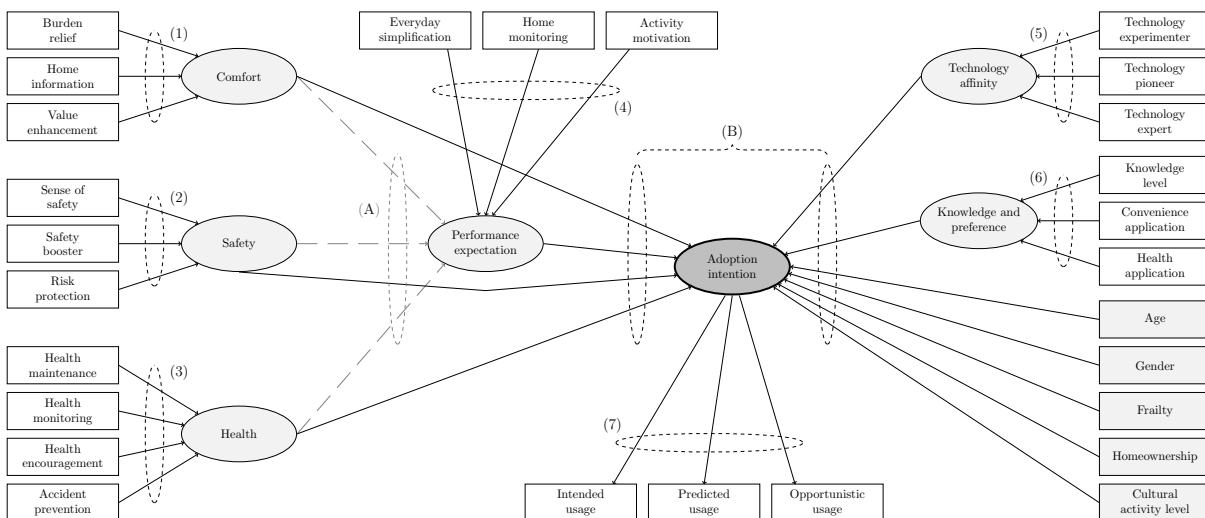 Burden
relief
(1)
Home
information
Value
enhancement
Comfort
Sense of
safety
(2)
Safety
booster
Risk
protection
Safety
Health
maintenance
(3)
Health
monitoring
Health
encouragement
Accident
prevention
Health
Everyday
simplification
Home
monitoring
Activity
motivation
(4)
(A)
Performance
expectation
(B)
Adoption
intention
(7)
Intended
usage
Predicted
usage
Opportunistic
usage
(5)
Technology
affinity
Technology
experimenter
Technology
pioneer
Technology
expert
(6)
Knowledge and
preference
Knowledge
level
Convenience
application
Health
application
Age
Gender
Frailty
Homeownership
Cultural
activity level